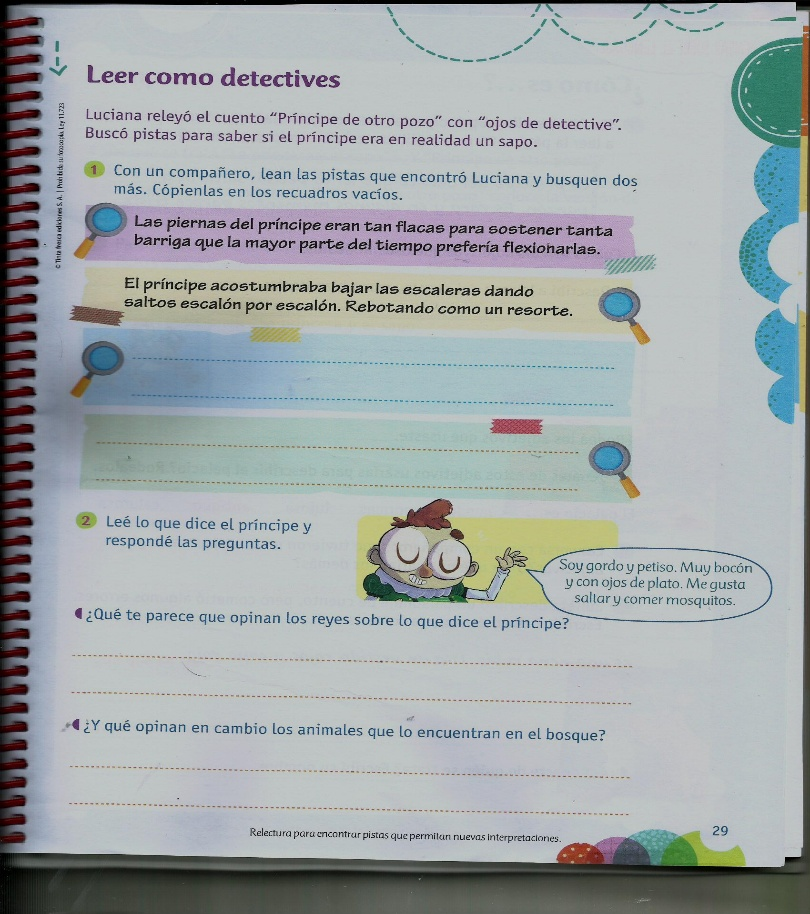 Leer como detectives
Luciana releyó el cuento “Príncipe de otro pozo” con “ojos de detective”.
Buscó pistas para saber si el príncipe era en realidad un sapo.
1 Con un compañero, lean las pistas que encontró Luciana y busquen dos
más. Cópienlas en los recuadros vacíos.
Las piernas del príncipe eran tan flacas para sostener tanta
barriga que la mayor parte del tiempo prefería flexionarlas.
El príncipe acostumbraba bajar las escaleras dando
saltos escalón por escalón. Rebotando como un resorte.
2 Leé lo que dice el príncipe y
respondé las preguntas.
Soy gordo y petiso. Muy bocón
y con ojos de plato. Me gusta
saltar y comer mosquitos.
¿Qué te parece que opinan los reyes sobre lo que dice el príncipe?
¿Y qué opinan en cambio los animales que lo encuentran en el bosque?
Relectura para encontrar pistas que permitan nuevas interpretaciones.
29
© Tinta fresca ediciones S. A. | Prohibida su fotocopia. Ley 11.723